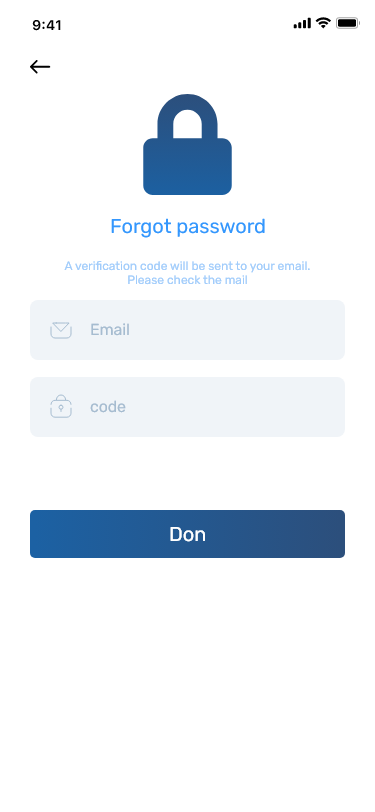 9:41
Forgot password
A verification code will be sent to your email.
Please check the mail
Email
code
Don